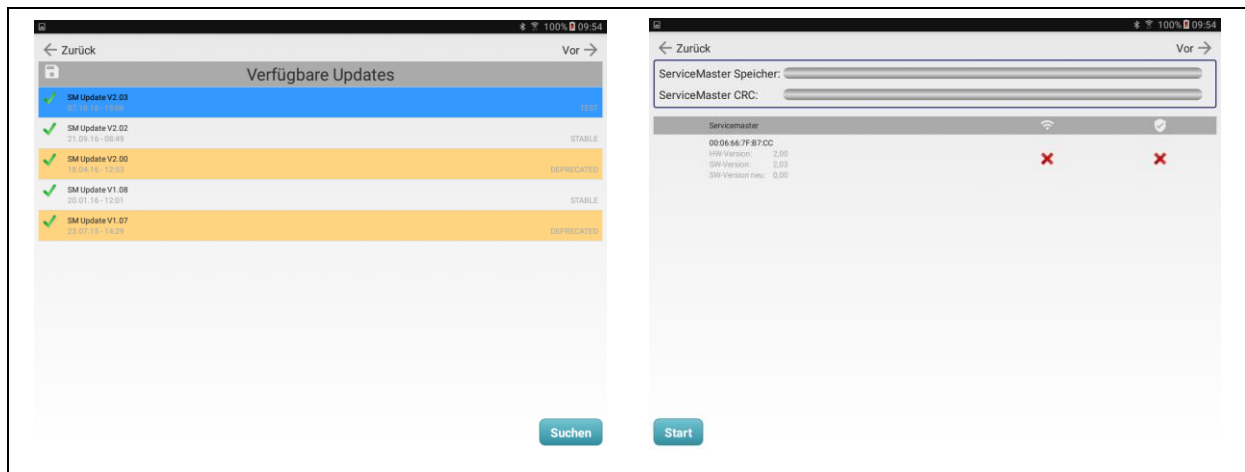 100% 09:54
Zurück
Vor
Verfügbare Updates
SM Update V2.03
07.10.16 - 15:06
TEST
SM Update V2.02
21.09.16 - 08:49
STABLE
SM Update V2.00
18.04.16 - 12:53
DEPRECATED
SM Update V1.08
20.01.16 - 12:01
STABLE
SM Update V1.07
23.07.15 - 14:29
DEPRECATED
Suchen
100% 09:54
Zurück
Vor
ServiceMaster Speicher:
ServiceMaster CRC:
Servicemaster
00:06:66:7F:B7:CC
HW-Version: 2,00
SW-Version: 2,03
SW-Version neu: 0,00
Start